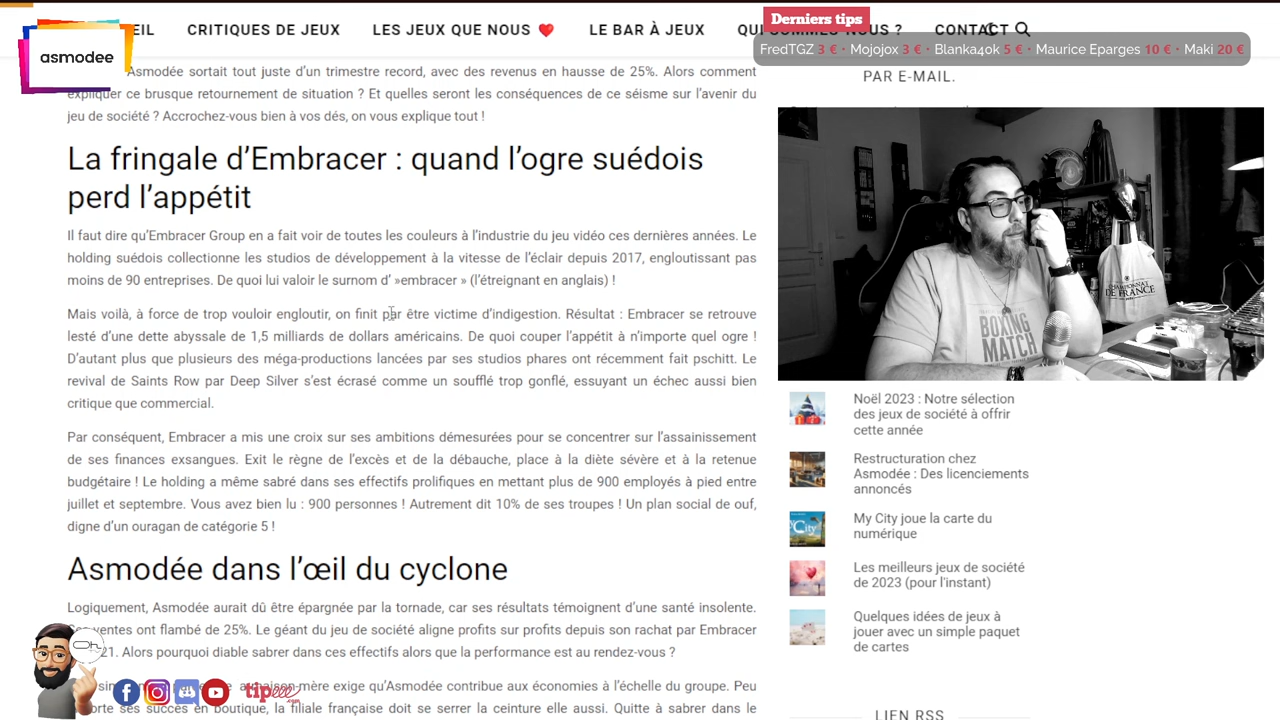 EIL
CRITIQUES DE JEUX
LES JEUX QUE NOUS
LE BAR À JEUX
NOUS ?
CONTACT
Derniers tips
FredTGZ 3 € • Mojojox 3 € • Blanka4ok 5 € • Maurice Eparges 10 € • Maki 20 €
asmodee
Asmodée sortait tout juste d’un trimestre record, avec des revenus en hausse de 25%. Alors comment
expliquer ce brusque retournement de situation ? Et quelles seront les conséquences de ce séisme sur l’avenir du
jeu de société ? Accrochez-vous bien à vos dés, on vous explique tout !
La fringale d’Embracer : quand l’ogre suédois
perd l’appétit
Il faut dire qu’Embracer Group en a fait voir de toutes les couleurs à l’industrie du jeu vidéo ces dernières années. Le
holding suédois collectionne les studios de développement à la vitesse de l’éclair depuis 2017, engloutissant pas
moins de 90 entreprises. De quoi lui valoir le surnom d’ »embracer » (l’étreignant en anglais) !
Mais voilà, à force de trop vouloir engloutir, on finit par être victime d’indigestion. Résultat : Embracer se retrouve
lesté d’une dette abyssale de 1,5 milliards de dollars américains. De quoi couper l’appétit à n’importe quel ogre !
D’autant plus que plusieurs des méga-productions lancées par ses studios phares ont récemment fait pschitt. Le
revival de Saints Row par Deep Silver s’est écrasé comme un soufflé trop gonflé, essuyant un échec aussi bien
critique que commercial.
Par conséquent, Embracer a mis une croix sur ses ambitions démesurées pour se concentrer sur l’assainissement
de ses finances exsangues. Exit le règne de l’excès et de la débauche, place à la diète sévère et à la retenue
budgétaire ! Le holding a même sabré dans ses effectifs prolifiques en mettant plus de 900 employés à pied entre
juillet et septembre. Vous avez bien lu : 900 personnes ! Autrement dit 10% de ses troupes ! Un plan social de ouf,
digne d’un ouragan de catégorie 5 !
Asmodée dans l’œil du cyclone
Logiquement, Asmodée aurait dû être épargnée par la tornade, car ses résultats témoignent d’une santé insolente.
ventes ont flambé de 25%. Le géant du jeu de société aligne profits sur profits depuis son rachat par Embracer
21. Alors pourquoi diable sabrer dans ces effectifs alors que la performance est au rendez-vous ?
maison-mère exige qu’Asmodée contribue aux économies à l’échelle du groupe. Peu
ses succès en boutique, la filiale française doit se serrer la ceinture elle aussi. Quitte à sabrer dans le
tipeee
PAR E-MAIL.
BOXING
MATCH
CHAMPIONNAT
DE FRANCE
Noël 2023 : Notre sélection
des jeux de société à offrir
cette année
Restructuration chez
Asmodée : Des licenciements
annoncés
My City joue la carte du
numérique
Les meilleurs jeux de société
de 2023 (pour l'instant)
Quelques idées de jeux à
jouer avec un simple paquet
de cartes
LIEN RSS